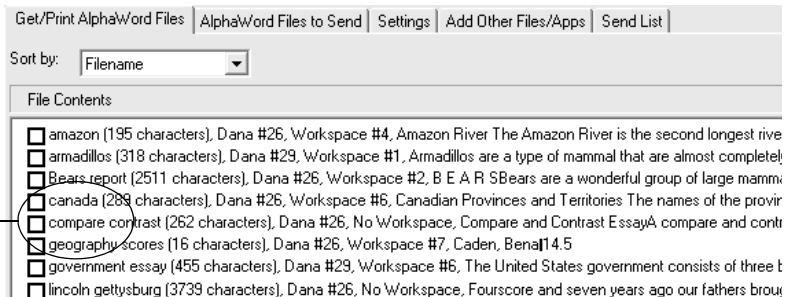 Get/Print AlphaWord Files AlphaWord Files to Send Settings Add Other Files/Apps Send List
Sort by: Filename
File Contents
amazon (195 characters), Dana #26, Workspace #4, Amazon River The Amazon River is the second longest rive
armadillos (318 characters), Dana #29, Workspace #1, Armadillos are a type of mammal that are almost completely
Bears report (2511 characters), Dana #26, Workspace #2, B E A R SBears are a wonderful group of large mamma
canada (289 characters), Dana #26, Workspace #6, Canadian Provinces and Territories The names of the provin
compare contrast (262 characters), Dana #26, No Workspace, Compare and Contrast EssayA compare and contr
geography scores (16 characters), Dana #26, Workspace #7, Caden, Bena 14.5
government essay (455 characters), Dana #29, Workspace #6, The United States government consists of three b
lincoln gettysburg (3739 characters), Dana #26, No Workspace, Fourscore and seven years ago our fathers broug